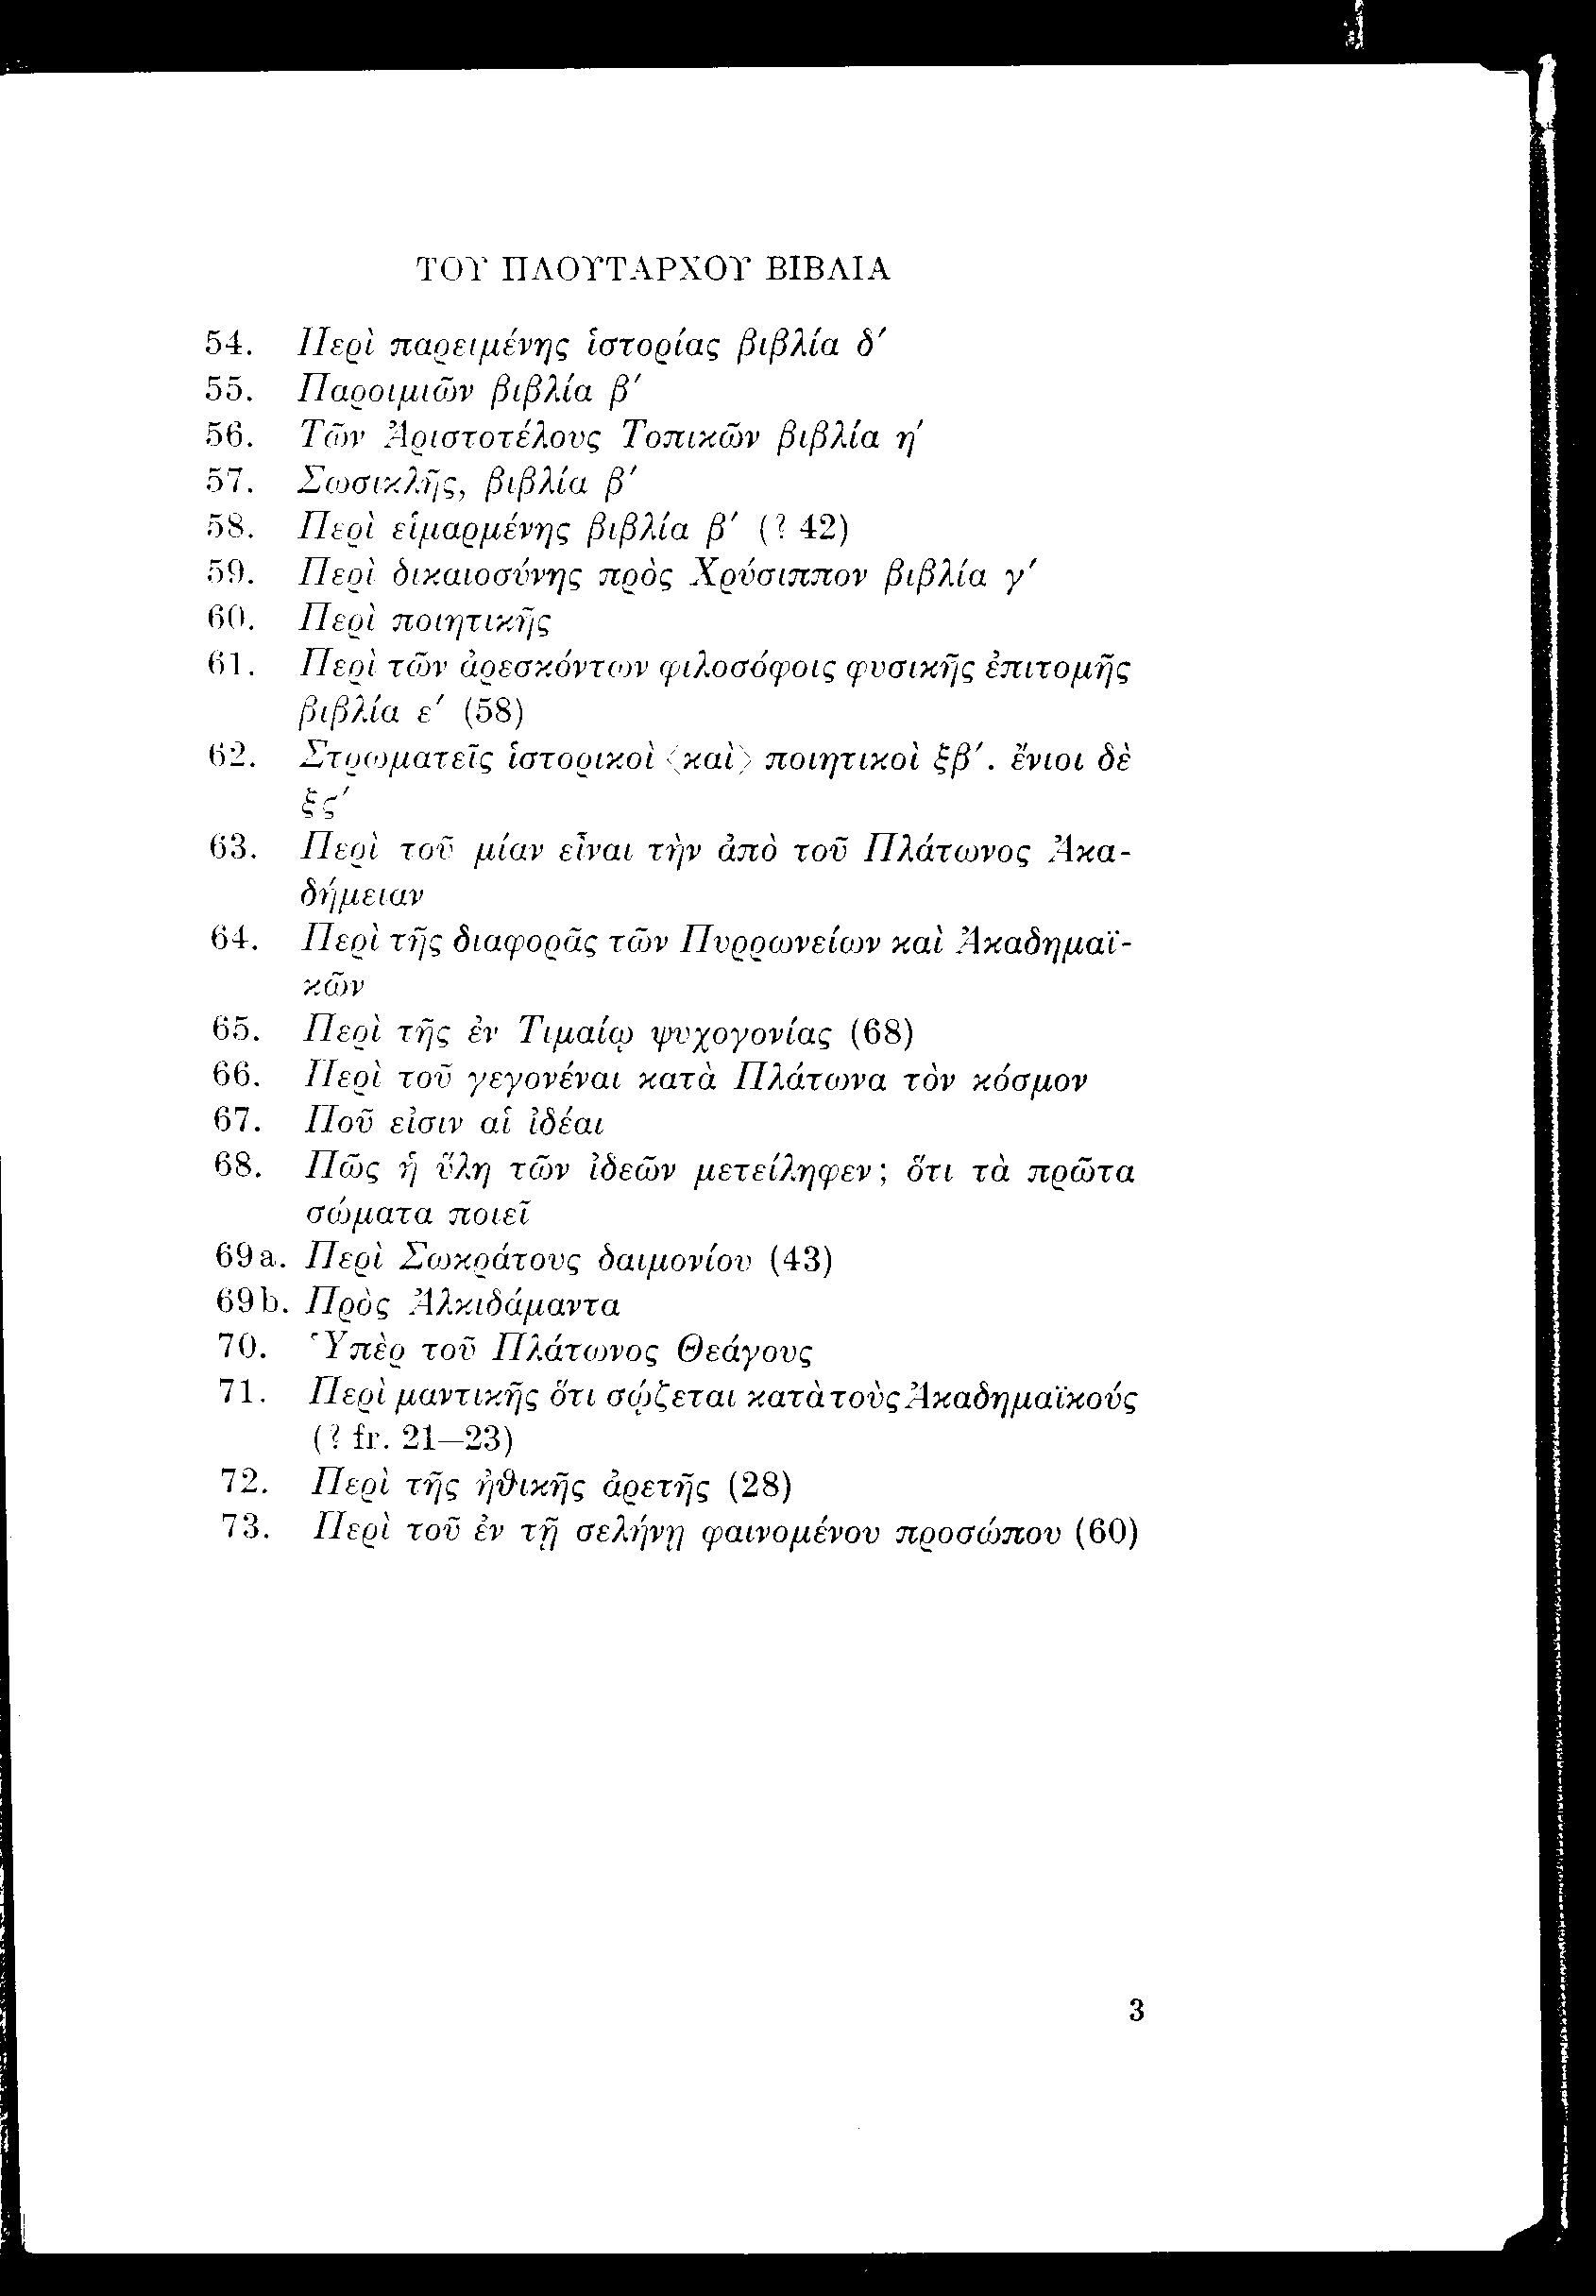 ΤΟΥ ΠΛΟΥΤΑΡΧΟΥ ΒΙΒΛΙΑ
54. Περὶ παρειμένης ἱστορίας βιβλία δ′
55. Παροιμιῶν βιβλία β′
56. Τῶν Ἀριστοτέλους Τοπικῶν βιβλία η′
57. Σωσικλῆς, βιβλία β′
58. Περὶ εἱμαρμένης βιβλία β′ (? 42)
59. Περὶ δικαιοσύνης πρὸς Χρύσιππον βιβλία γ′
60. Περὶ ποιητικῆς
61. Περὶ τῶν ἀρεσκόντων φιλοσόφοις φυσικῆς ἐπιτομῆς
βιβλία ε′ (58)
62. Στρωματεῖς ἱστορικοὶ ⟨καὶ⟩ ποιητικοὶ ξβ′. ἔνιοι δὲ
ξς′
63. Περὶ τοῦ μίαν εἶναι τὴν ἀπὸ τοῦ Πλάτωνος Ἀκα-
δήμειαν
64. Περὶ τῆς διαφορᾶς τῶν Πυρρωνείων καὶ Ἀκαδημαϊ-
κῶν
65. Περὶ τῆς ἐν Τιμαίῳ ψυχογονίας (68)
66. Περὶ τοῦ γεγονέναι κατὰ Πλάτωνα τὸν κόσμον
67. Ποῦ εἰσιν αἱ ἰδέαι
68. Πῶς ἡ ὕλη τῶν ἰδεῶν μετείληφεν; ὅτι τὰ πρῶτα
σώματα ποιεῖ
69a. Περὶ Σωκράτους δαιμονίου (43)
69b. Πρὸς Ἀλκιδάμαντα
70. Ὑπὲρ τοῦ Πλάτωνος Θεάγους
71. Περὶ μαντικῆς ὅτι σῴζεται κατὰ τοὺς Ἀκαδημαϊκούς
(? fr. 21—23)
72. Περὶ τῆς ἠθικῆς ἀρετῆς (28)
73. Περὶ τοῦ ἐν τῇ σελήνῃ φαινομένου προσώπου (60)
3